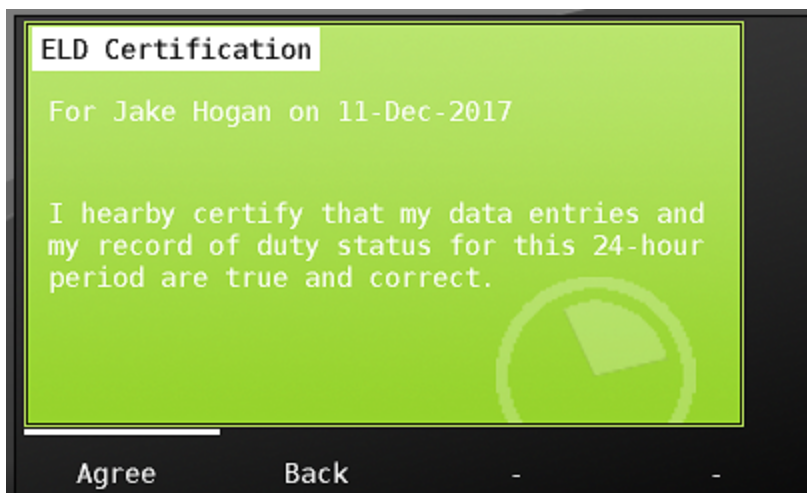 ELD Certification
For Jake Hogan on 11-Dec-2017
I hearby certify that my data entries and
my record of duty status for this 24-hour
period are true and correct.
Agree Back - -